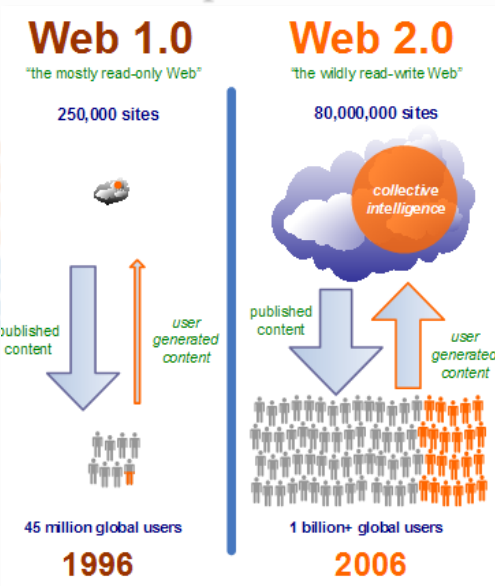 Web 1.0
"the mostly read-only Web"
250,000 sites
published
content
user
generated
content
45 million global users
1996
Web 2.0
"the wildly read-write Web"
80,000,000 sites
collective
intelligence
published
content
user
generated
content
1 billion+ global users
2006